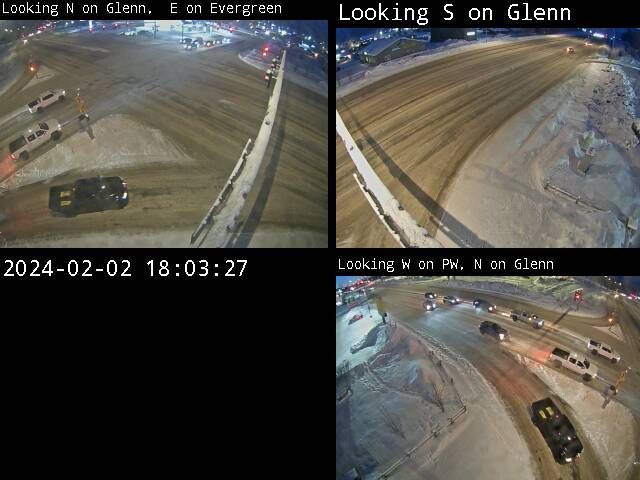 Looking N on Glenn,  E on Evergreen
Looking S on Glenn
2024-02-02 18:03:27
Looking W on PW, N on Glenn